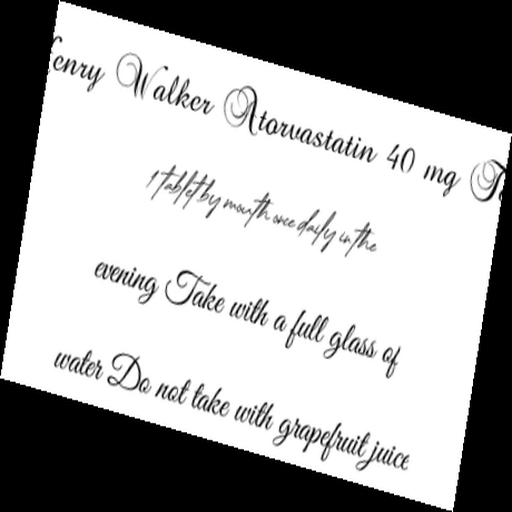 Walker Atorvastatin 40 mg
1 tablet by mouth once daily in the
evening Take with a full glass of
water Do not take with grapefruit juice